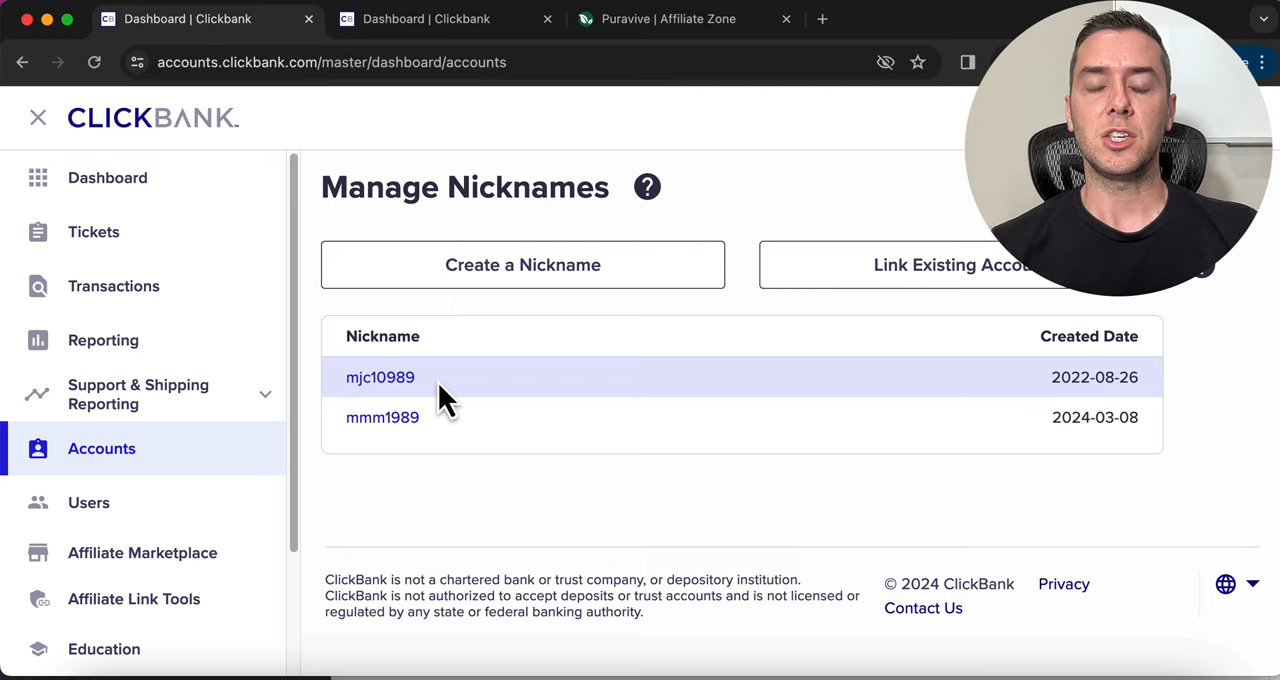 Dashboard | Clickbank
Dashboard | Clickbank
Puravive | Affiliate Zone
accounts.clickbank.com/master/dashboard/accounts
CLICKBANK
Dashboard
Tickets
Transactions
Reporting
Support & Shipping
Reporting
Accounts
Users
Affiliate Marketplace
Affiliate Link Tools
Education
Manage Nicknames ?
Create a Nickname
Link Existing
Nickname Created Date
mjc10989 2022-08-26
mmm1989 2024-03-08
ClickBank is not a chartered bank or trust company, or depository institution.
ClickBank is not authorized to accept deposits or trust accounts and is not licensed or
regulated by any state or federal banking authority.
© 2024 ClickBank Privacy
Contact Us